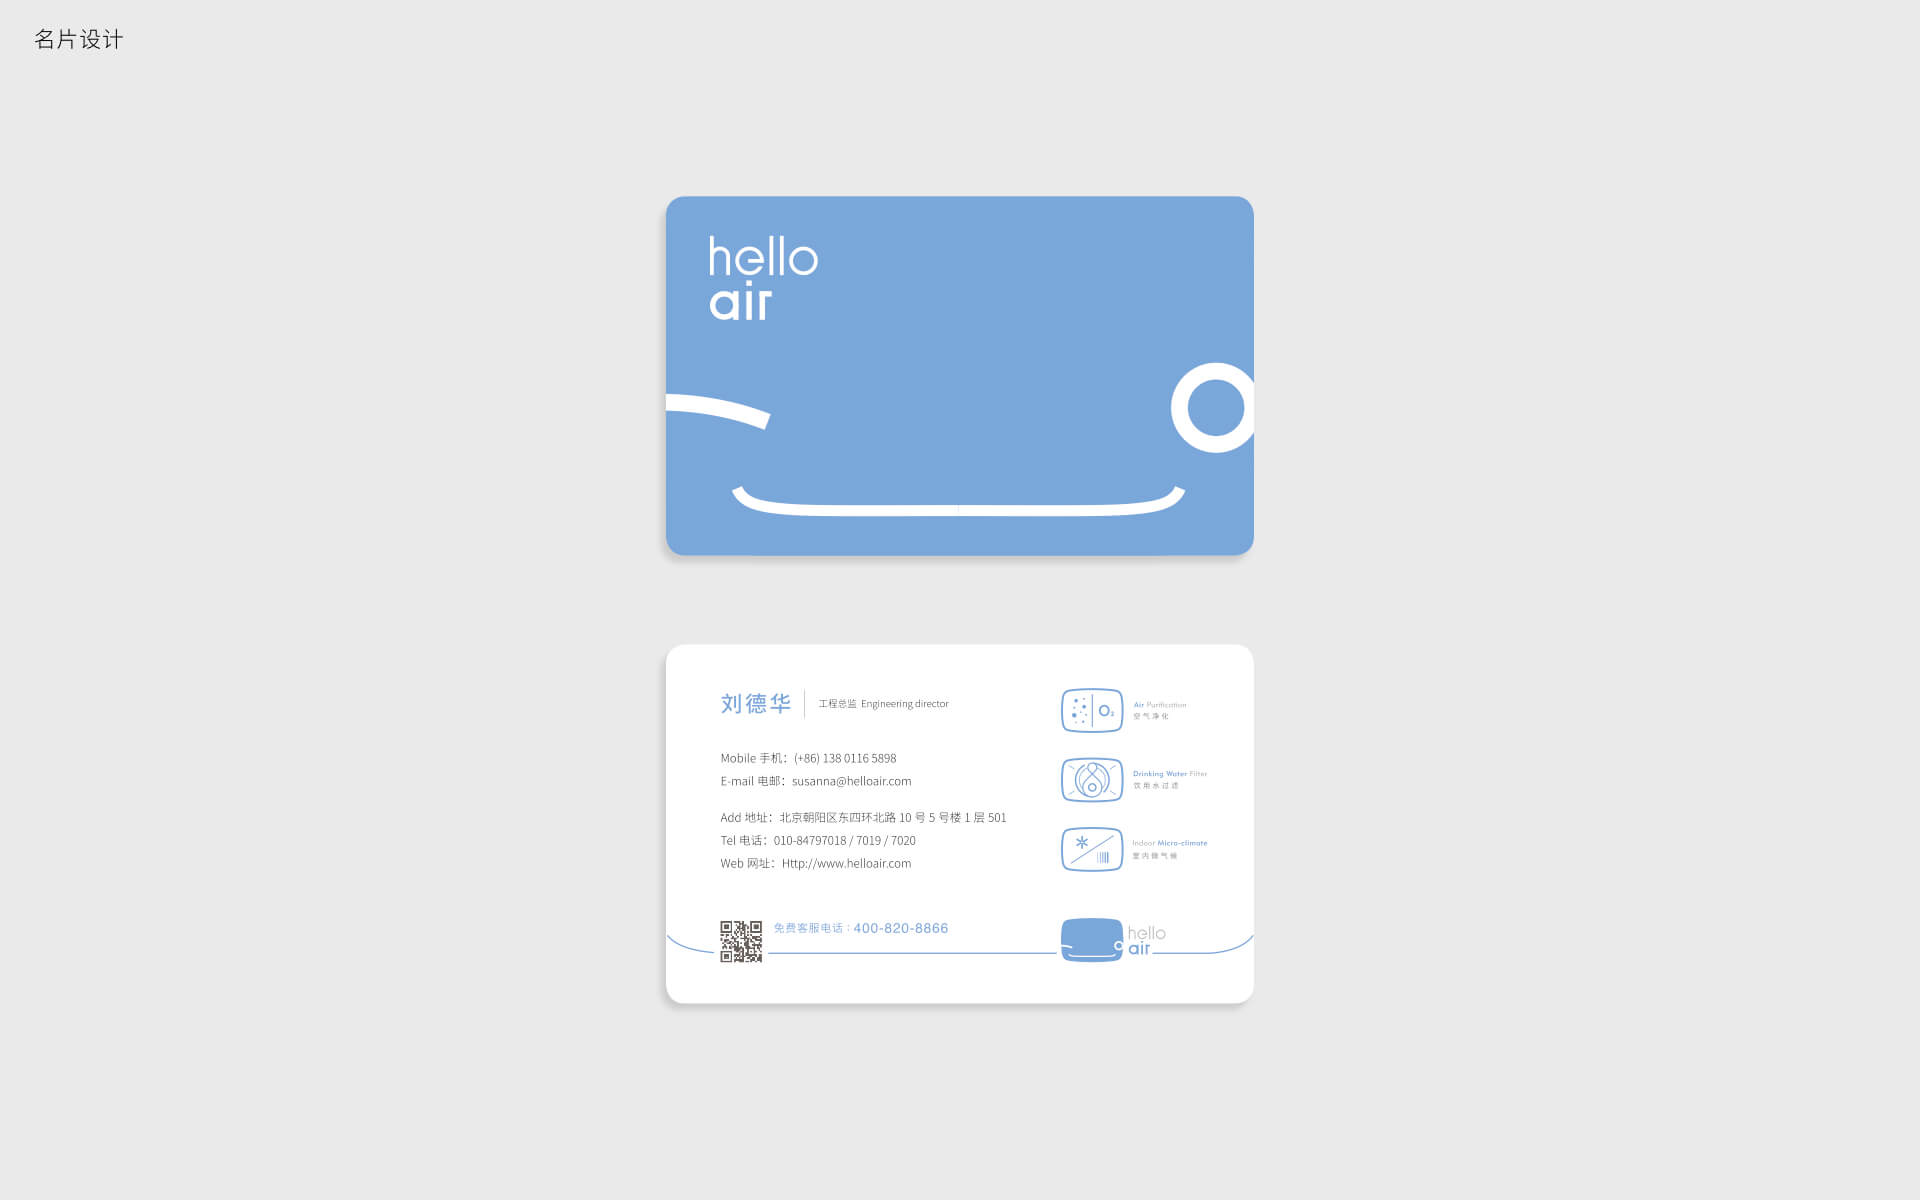 名片设计
hello
air
刘德华
工程总监 Engineering director
Mobile 手机：(+86) 138 0116 5898
E-mail 电邮：susanna@helloair.com
Add 地址：北京朝阳区东四环北路 10 号 5 号楼 1 层 501
Tel 电话：010-84797018 / 7019 / 7020
Web 网址：Http://www.helloair.com
免费客服电话：400-820-8866
O₂
Air Purification
空气净化
Drinking Water Filter
饮用水过滤
Indoor Micro-climate
室内微气候
hello
air